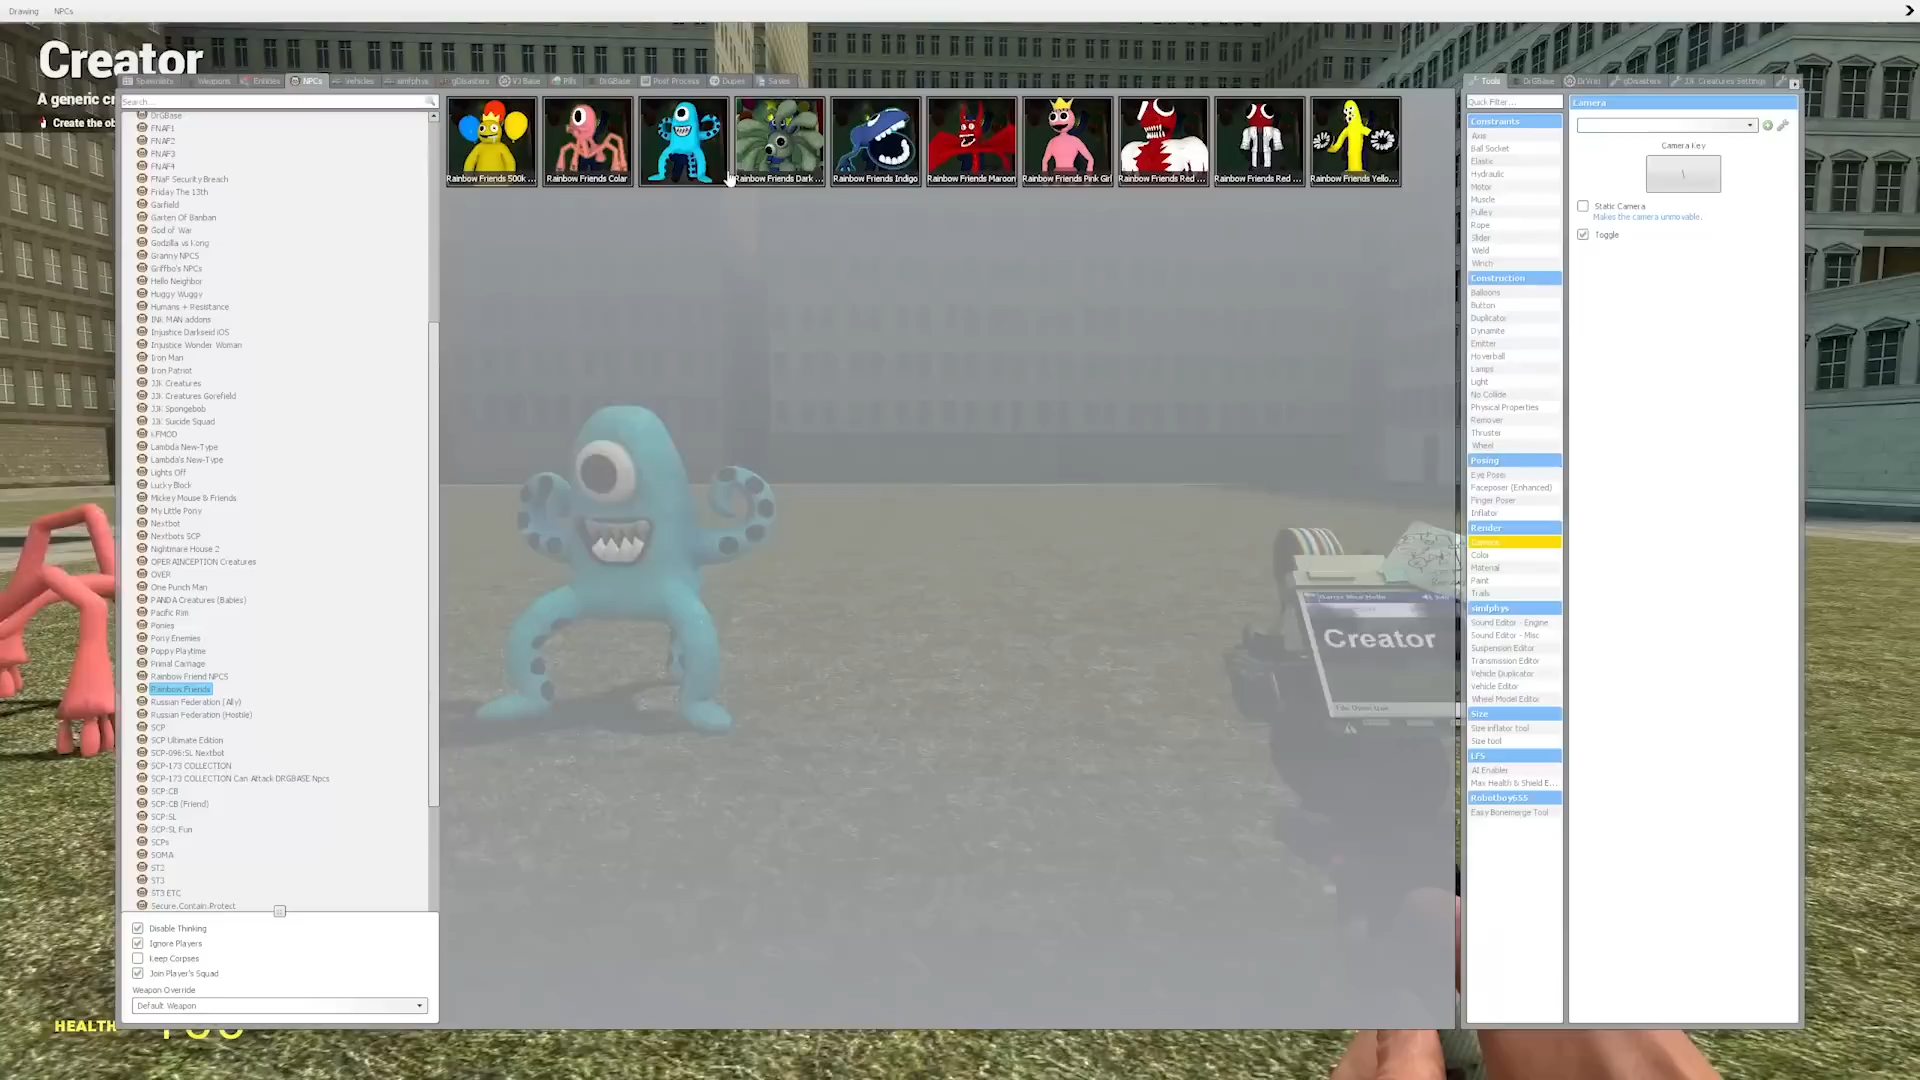 Drawing NPCs
Creator
A generic cr
Create the ob
Spawnlists Weapons Entities NPCs Vehicles simfphys gDisasters VJ Base Pills DrGBase Post Process Dupes Saves
Search...
DrGBase
FNAF1
FNAF2
FNAF3
FNAF4
FNaF Security Breach
Friday The 13th
Garfield
Garten Of Banban
God of War
Godzilla vs Kong
Granny NPCS
Griffbo's NPCs
Hello Neighbor
Huggy Wuggy
Humans + Resistance
INK MAN addons
Injustice Darkseid iOS
Injustice Wonder Woman
Iron Man
Iron Patriot
JJK Creatures
JJK Creatures Gorefield
JJK Spongebob
JJK Suicide Squad
KFMOD
Lambda New-Type
Lambda's New-Type
Lights Off
Lucky Block
Mickey Mouse & Friends
My Little Pony
Nextbot
Nextbots SCP
Nightmare House 2
OPERAINCEPTION Creatures
OVER
One Punch Man
PANDA Creatures (Babies)
Pacific Rim
Ponies
Pony Enemies
Poppy Playtime
Primal Carnage
Rainbow Friend NPCS
Rainbow Friends
Russian Federation (Ally)
Russian Federation (Hostile)
SCP
SCP Ultimate Edition
SCP-096:SL Nextbot
SCP-173 COLLECTION
SCP-173 COLLECTION Can Attack DRGBASE Npcs
SCP:CB
SCP:CB (Friend)
SCP:SL
SCP:SL Fun
SCPs
SOMA
ST2
ST3
ST3 ETC
Secure.Contain.Protect
Disable Thinking
Ignore Players
Keep Corpses
Join Player's Squad
Weapon Override
Default Weapon
HEALTH
Rainbow Friends 500k ... Rainbow Friends Colar Rainbow Friends Dark ... Rainbow Friends Indigo Rainbow Friends Maroon Rainbow Friends Pink Girl Rainbow Friends Red ... Rainbow Friends Red ... Rainbow Friends Yello...
Creator
Tools DrGBase DrVrej gDisasters JJK Creatures Settings
Quick Filter...
Constraints
Axis
Ball Socket
Elastic
Hydraulic
Motor
Muscle
Pulley
Rope
Slider
Weld
Winch
Construction
Balloons
Button
Duplicator
Dynamite
Emitter
Hoverball
Lamps
Light
No Collide
Physical Properties
Remover
Thruster
Wheel
Posing
Eye Poser
Faceposer (Enhanced)
Finger Poser
Inflator
Render
Camera
Color
Material
Paint
Trails
simfphys
Sound Editor - Engine
Sound Editor - Misc
Suspension Editor
Transmission Editor
Vehicle Duplicator
Vehicle Editor
Wheel Model Editor
Size
Size inflator tool
Size tool
LFS
AI Enabler
Max Health & Shield E...
Robotboy655
Easy Bonemerge Tool
Camera
Camera Key
\
Static Camera
Makes the camera unmovable.
Toggle